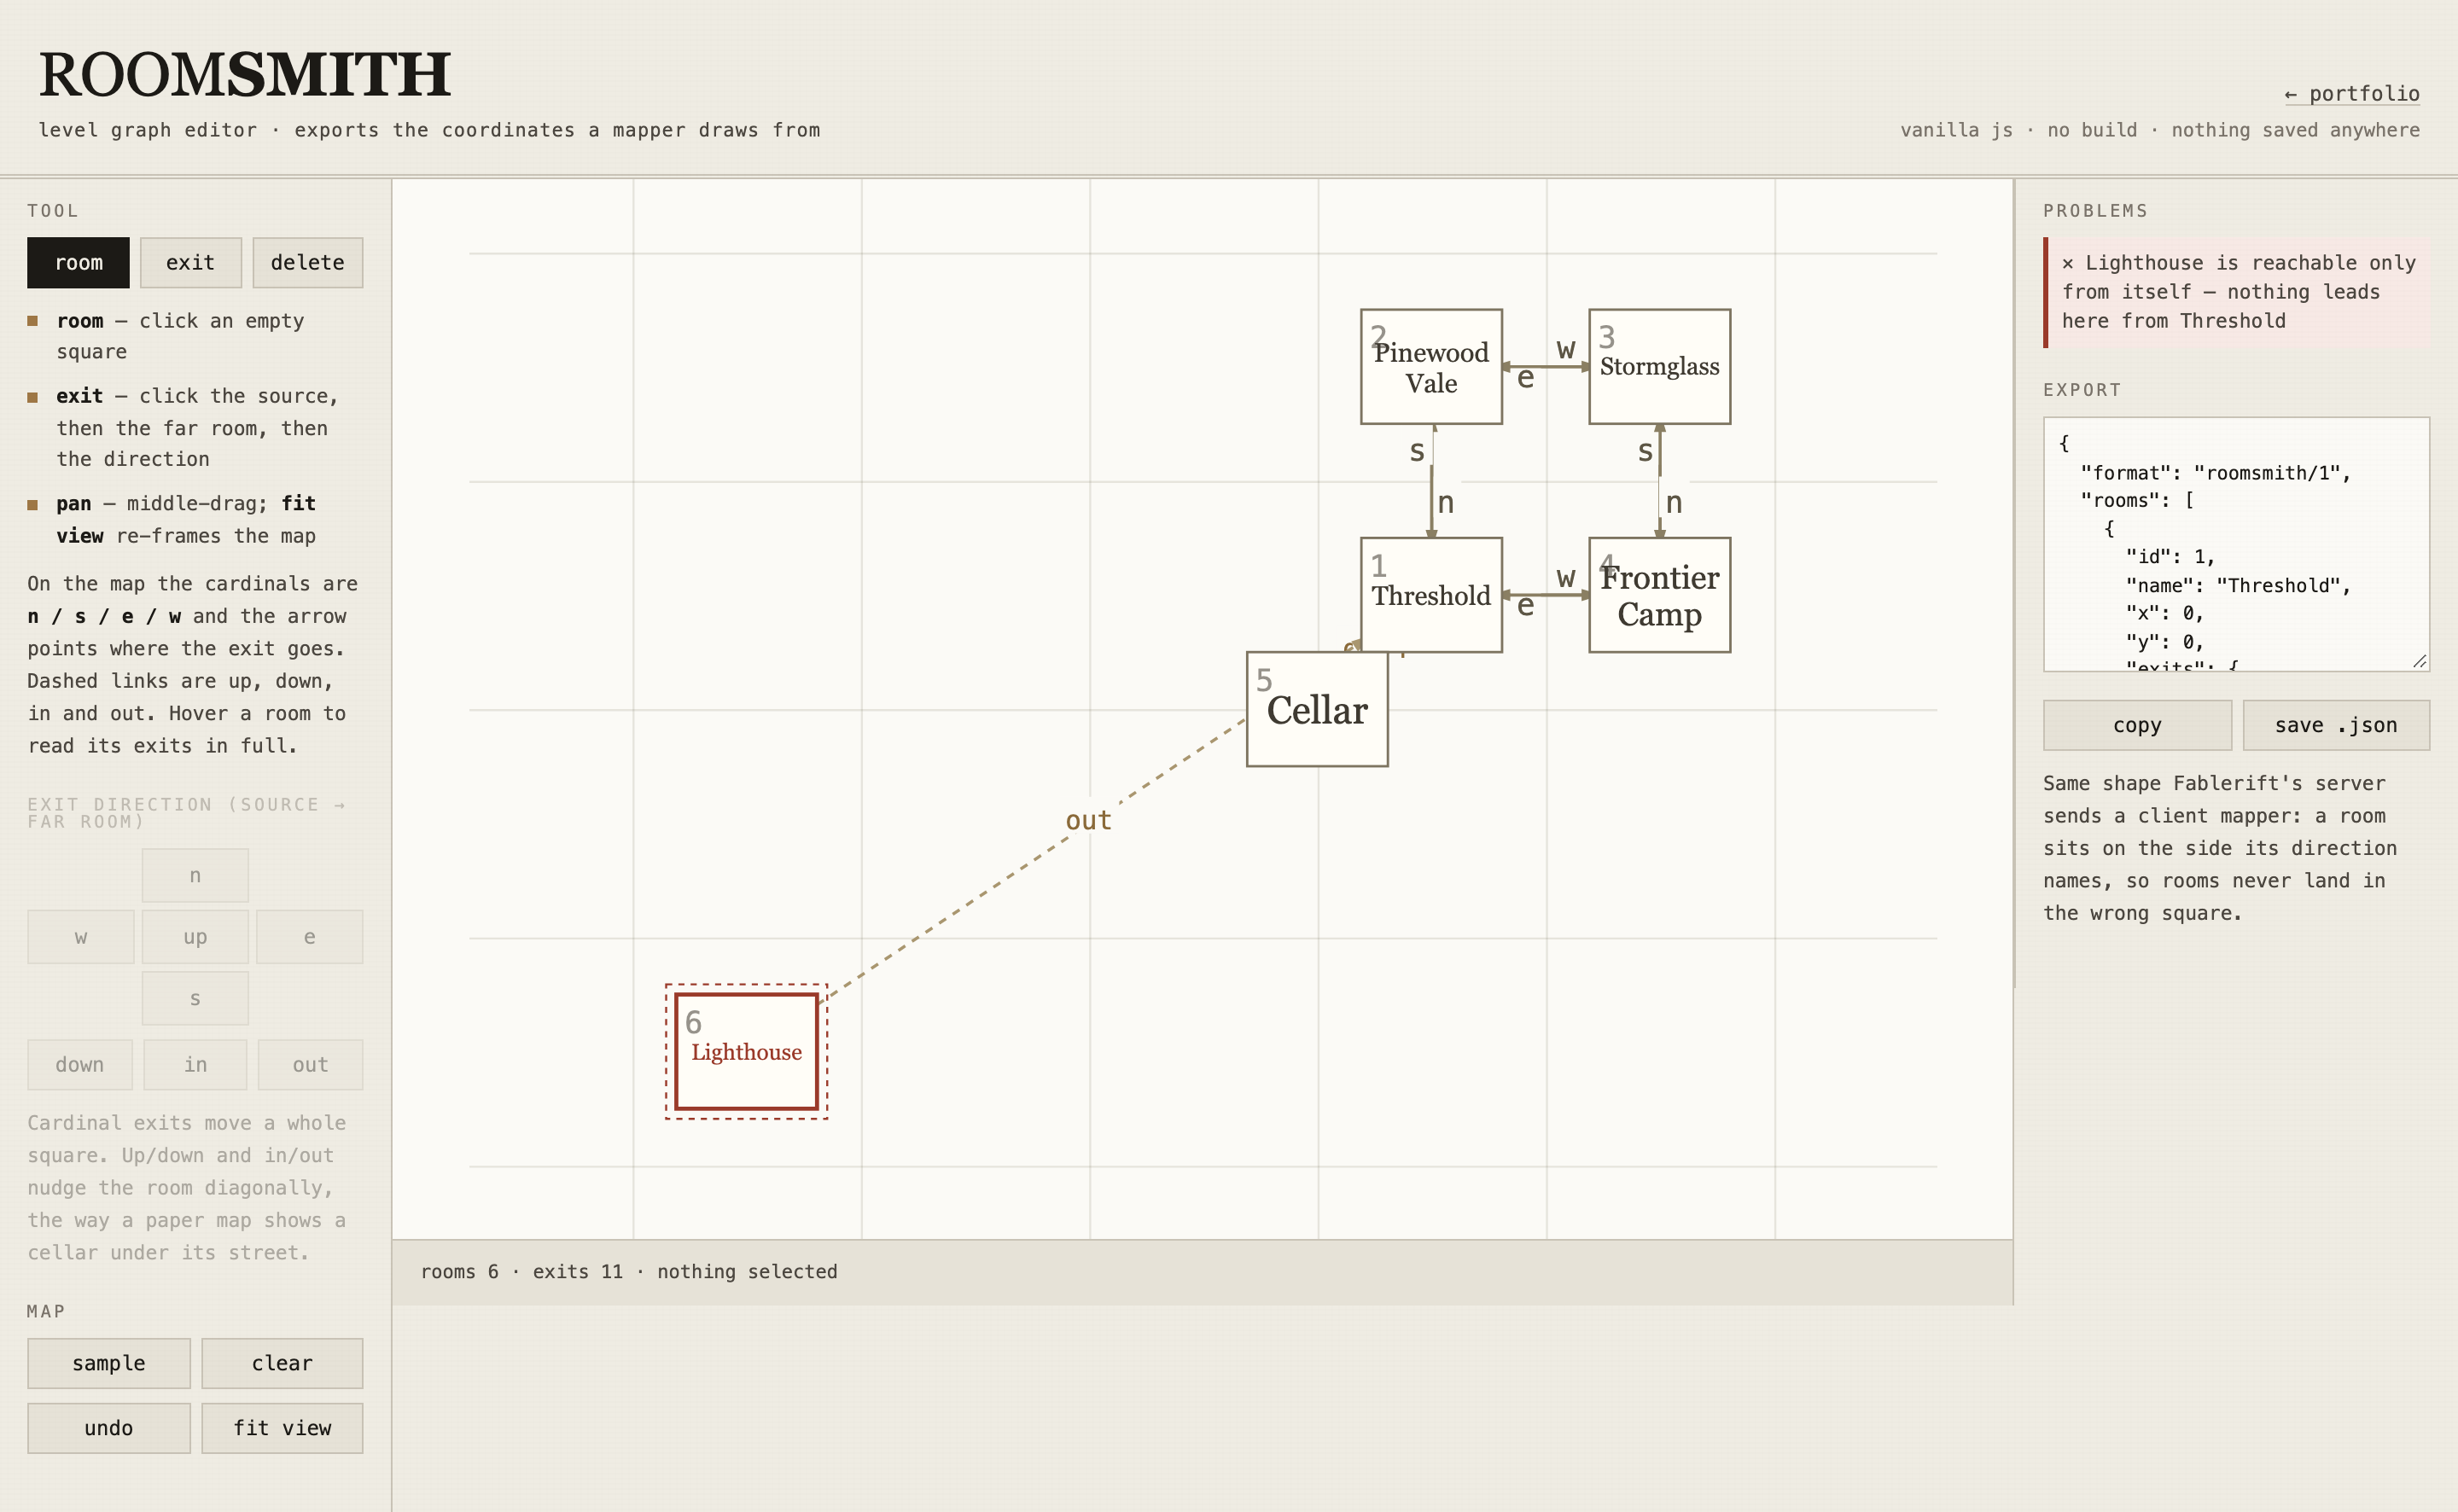 ROOMSMITH
level graph editor · exports the coordinates a mapper draws from
← portfolio
vanilla js · no build · nothing saved anywhere
TOOL
room
exit
delete
room — click an empty
square
exit — click the source,
then the far room, then
the direction
pan — middle-drag; fit
view re-frames the map
On the map the cardinals are
n / s / e / w and the arrow
points where the exit goes.
Dashed links are up, down,
in and out. Hover a room to
read its exits in full.
EXIT DIRECTION (SOURCE →
FAR ROOM)
n
w
up
e
s
down
in
out
Cardinal exits move a whole
square. Up/down and in/out
nudge the room diagonally,
the way a paper map shows a
cellar under its street.
MAP
sample
clear
undo
fit view
2
Pinewood
Vale
w
e
3
Stormglass
s
n
s
n
1
Threshold
w
e
4
Frontier
Camp
5
Cellar
out
6
Lighthouse
rooms 6 · exits 11 · nothing selected
PROBLEMS
× Lighthouse is reachable only
from itself — nothing leads
here from Threshold
EXPORT
{
"format": "roomsmith/1",
"rooms": [
{
"id": 1,
"name": "Threshold",
"x": 0,
"y": 0,
"exits": {
copy
save .json
Same shape Fablerift's server
sends a client mapper: a room
sits on the side its direction
names, so rooms never land in
the wrong square.